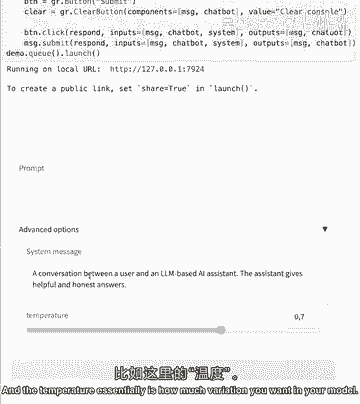 btn = gr.Button("Submit")
clear = gr.ClearButton(components=[msg, chatbot], value="Clear console")
btn.click(respond, inputs=[msg, chatbot, system], outputs=[msg, chatbot])
msg.submit(respond, inputs=[msg, chatbot, system], outputs=[msg, chatbot])
demo.queue().launch()
Running on local URL:  http://127.0.0.1:7924
To create a public link, set `share=True` in `launch()`.
Prompt
Advanced options ▼
System message
A conversation between a user and an LLM-based AI assistant. The assistant gives
helpful and honest answers.
temperature 0,7
比如这里的“温度”。
And the temperature essentially is how much variation you want in your model.